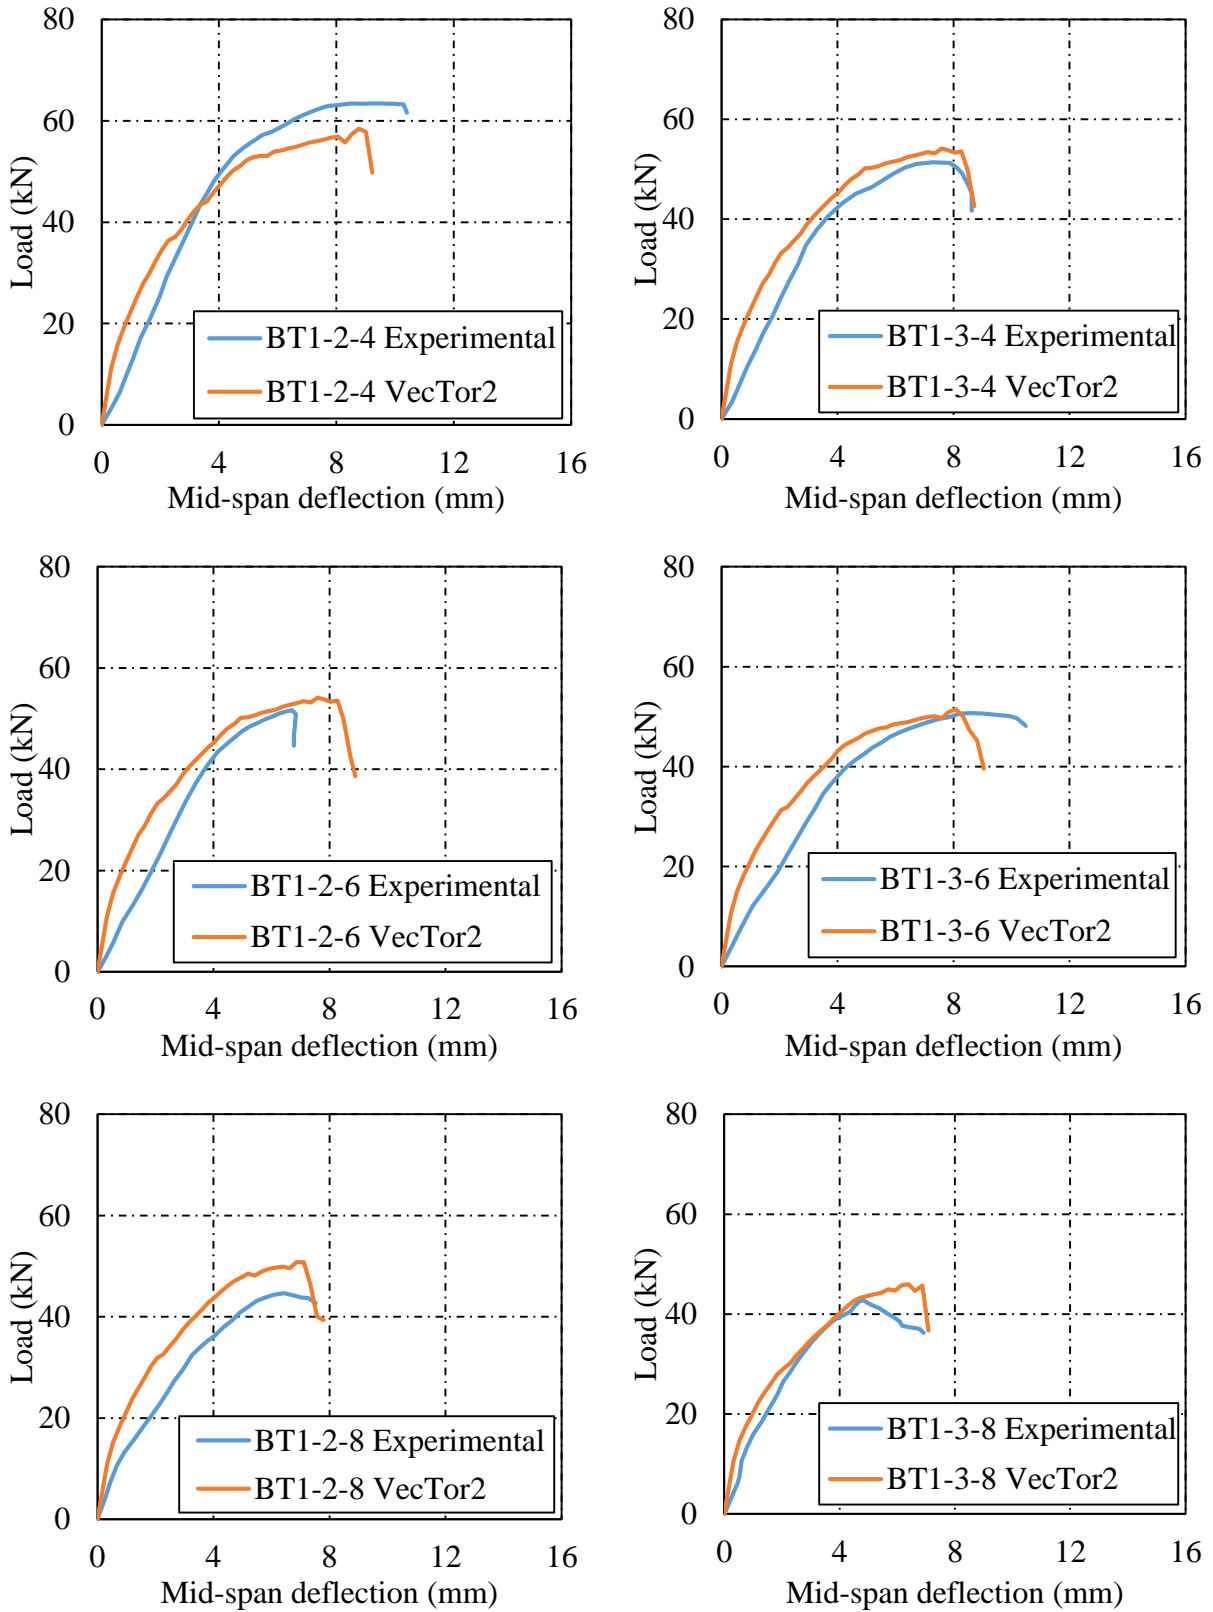 80
60
40
20
0
Load (kN)
BT1-2-4 Experimental
BT1-2-4 VecTor2
0 4 8 12 16
Mid-span deflection (mm)
80
60
40
20
0
Load (kN)
BT1-3-4 Experimental
BT1-3-4 VecTor2
0 4 8 12 16
Mid-span deflection (mm)
80
60
40
20
0
Load (kN)
BT1-2-6 Experimental
BT1-2-6 VecTor2
0 4 8 12 16
Mid-span deflection (mm)
80
60
40
20
0
Load (kN)
BT1-3-6 Experimental
BT1-3-6 VecTor2
0 4 8 12 16
Mid-span deflection (mm)
80
60
40
20
0
Load (kN)
BT1-2-8 Experimental
BT1-2-8 VecTor2
0 4 8 12 16
Mid-span deflection (mm)
80
60
40
20
0
Load (kN)
BT1-3-8 Experimental
BT1-3-8 VecTor2
0 4 8 12 16
Mid-span deflection (mm)